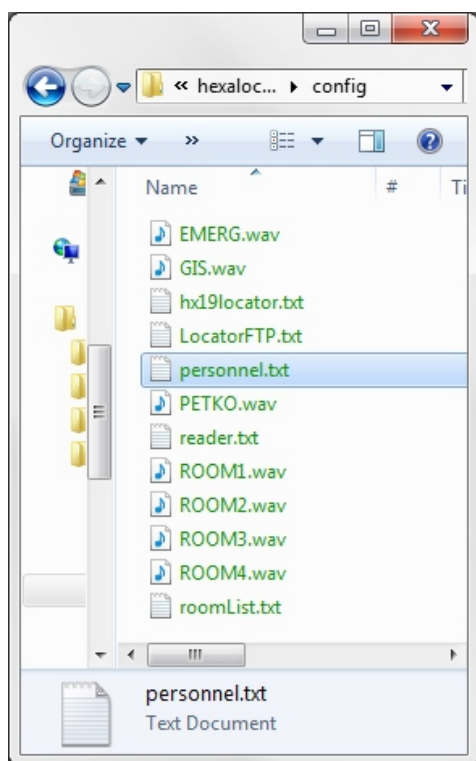 « hexaloc... ▸ config
Organize ▾ »
Name # Ti
EMERG.wav
GIS.wav
hx19locator.txt
LocatorFTP.txt
personnel.txt
PETKO.wav
reader.txt
ROOM1.wav
ROOM2.wav
ROOM3.wav
ROOM4.wav
roomList.txt
personnel.txt
Text Document